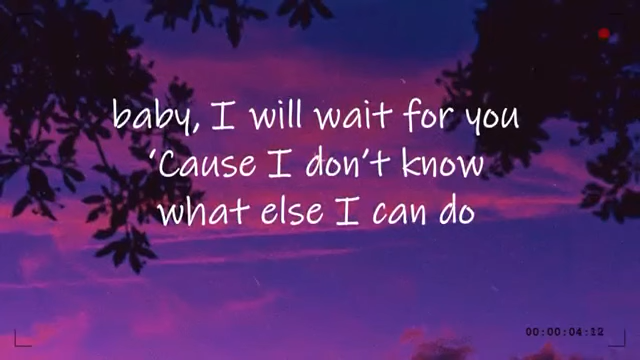 baby, I will wait for you
‘Cause I don’t know
what else I can do
00:00:04:12